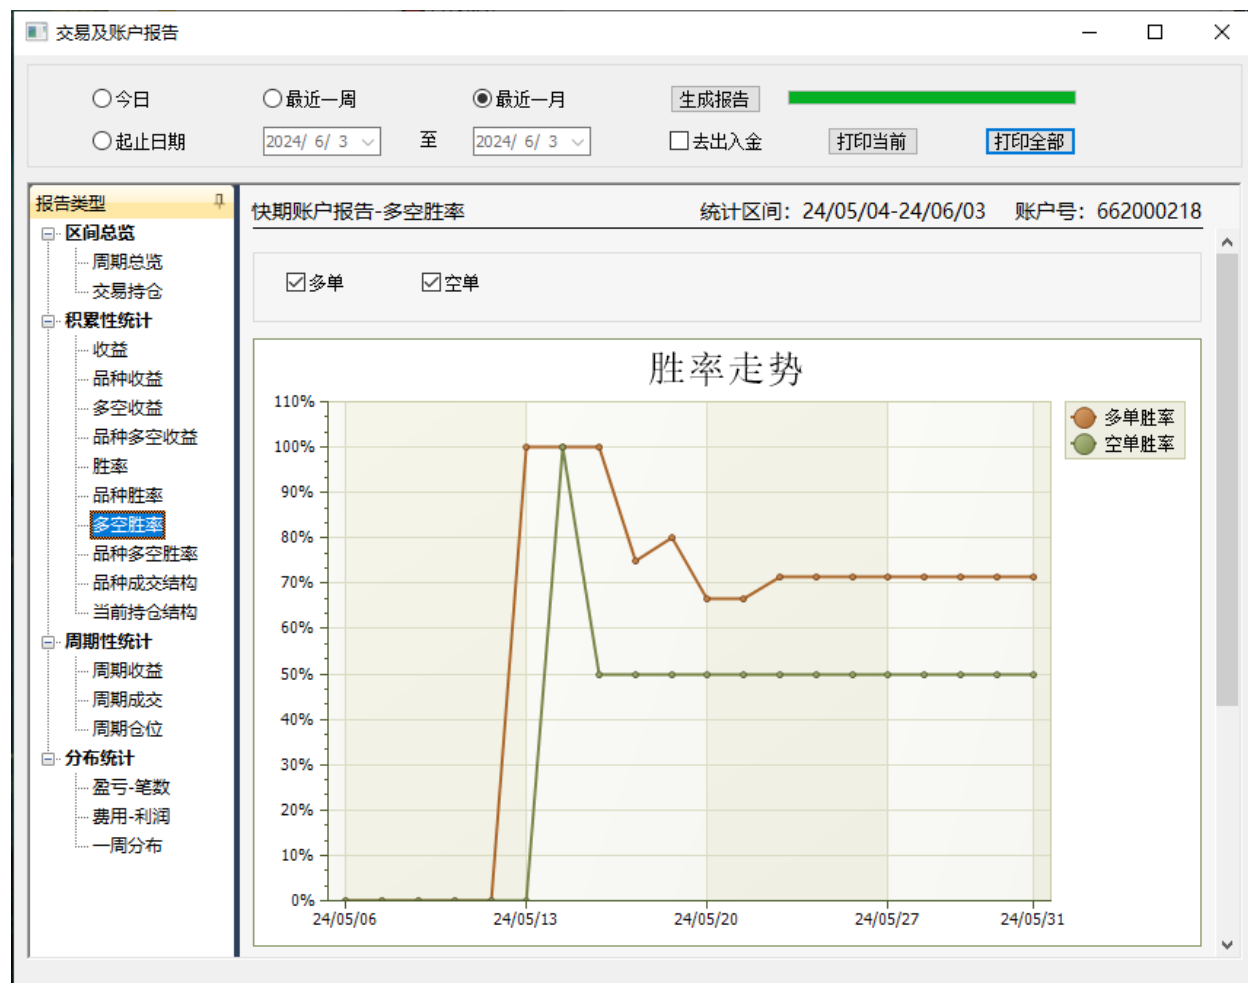 交易及账户报告
今日 最近一周 最近一月 生成报告
起止日期 2024/ 6/ 3 至 2024/ 6/ 3 去出入金 打印当前 打印全部
报告类型
区间总览
周期总览
交易持仓
积累性统计
收益
品种收益
多空收益
品种多空收益
胜率
品种胜率
多空胜率
品种多空胜率
品种成交结构
当前持仓结构
周期性统计
周期收益
周期成交
周期仓位
分布统计
盈亏-笔数
费用-利润
一周分布
快期账户报告-多空胜率 统计区间：24/05/04-24/06/03 账户号：662000218
多单 空单
胜率走势
多单胜率
空单胜率
110%
100%
90%
80%
70%
60%
50%
40%
30%
20%
10%
0%
24/05/06 24/05/13 24/05/20 24/05/27 24/05/31